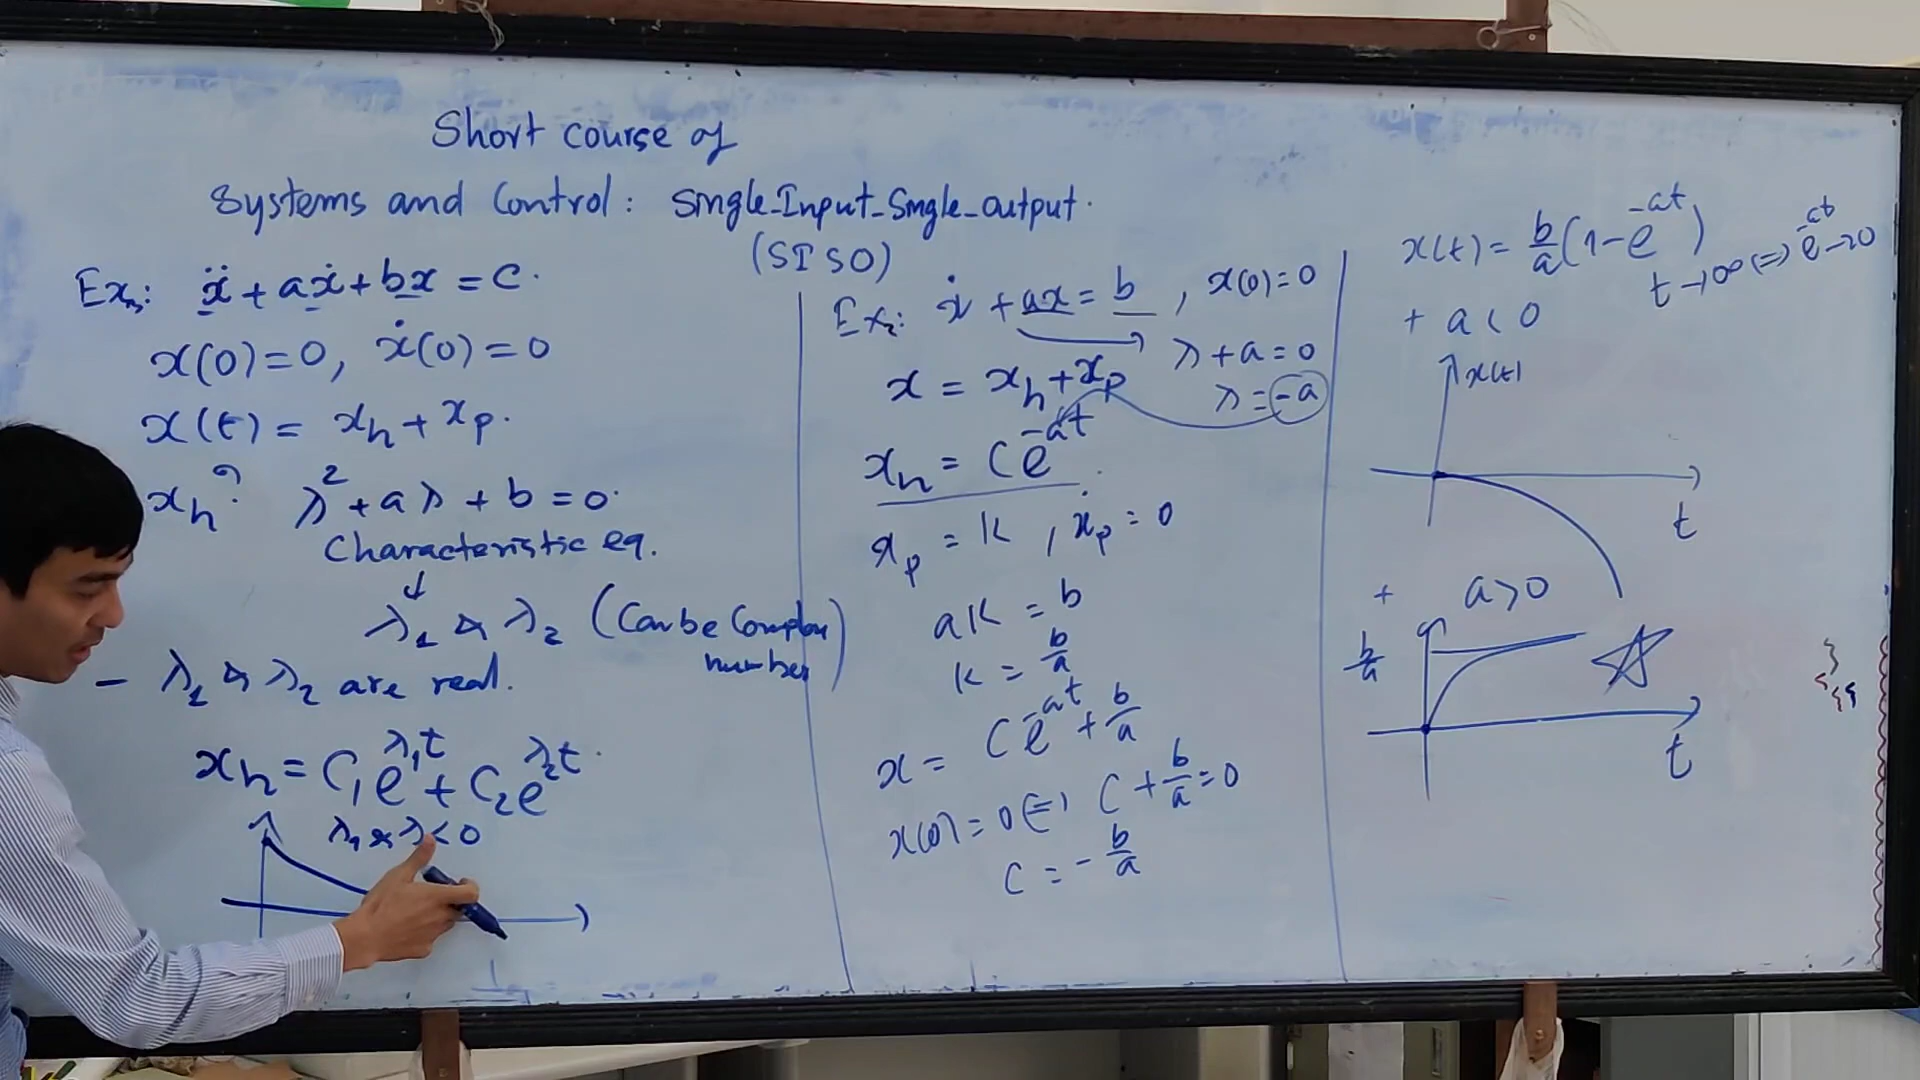 Short course of
Systems and Control: Single-Input-Single-output.
(SISO)
Ex₃: ẍ + aẋ + bx = C.
x(0)=0, ẋ(0)=0
x(t) = xₕ + xₚ.
xₕ? λ² + aλ + b = 0.
Characteristic eq.
↓
λ₁ & λ₂ (Can be Complex number)
- λ₁ & λ₂ are real.
xₕ = C₁e^{λ₁t} + C₂e^{λ₂t}.
λ₁ & λ < 0
Ex₂: ẋ + ax = b, x(0)=0
λ + a = 0
x = xₕ + xₚ
λ = -a
xₕ = Ce^{-at}
xₚ = K, ẋₚ = 0
aK = b
K = b/a
x = Ce^{-at} + b/a
x(0) = 0 ⇔ C + b/a = 0
C = -b/a
x(t) = b/a (1 - e^{-at})
t → ∞ ⇔ e^{-at} → 0
+ a < 0
x(t)
t
+ a > 0
b/a
t